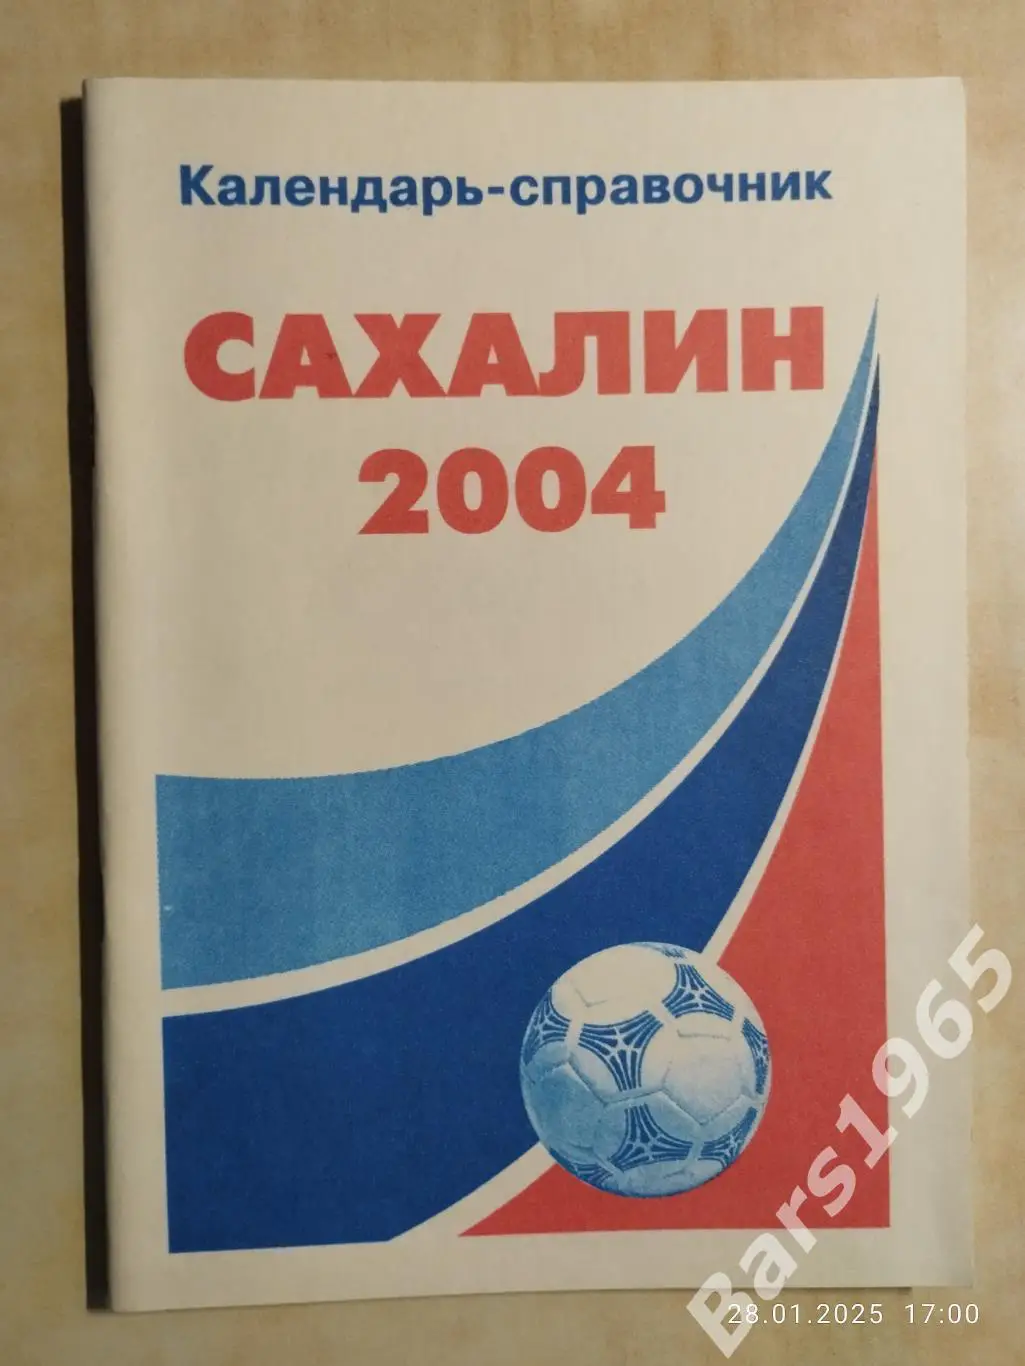 Календарь-справочник
САХАЛИН
2004
Bars1965
28.01.2025 17:00